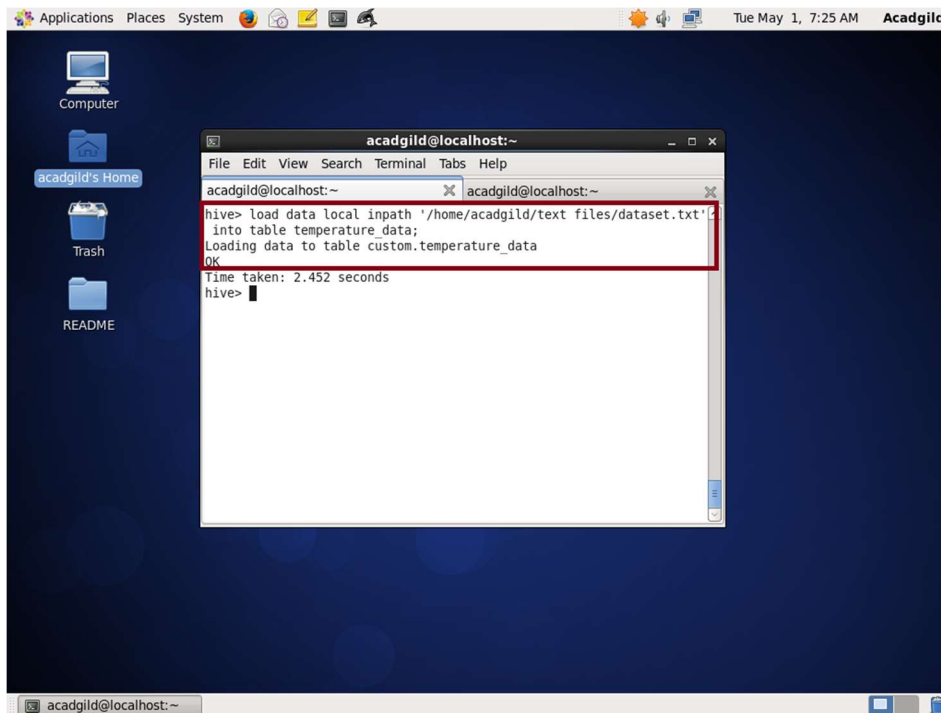 Applications Places System
Tue May 1, 7:25 AM
Acadgild
Computer
acadgild's Home
Trash
README
acadgild@localhost:~
File Edit View Search Terminal Tabs Help
acadgild@localhost:~
acadgild@localhost:~
hive> load data local inpath '/home/acadgild/text files/dataset.txt'
into table temperature_data;
Loading data to table custom.temperature_data
OK
Time taken: 2.452 seconds
hive>
acadgild@localhost:~